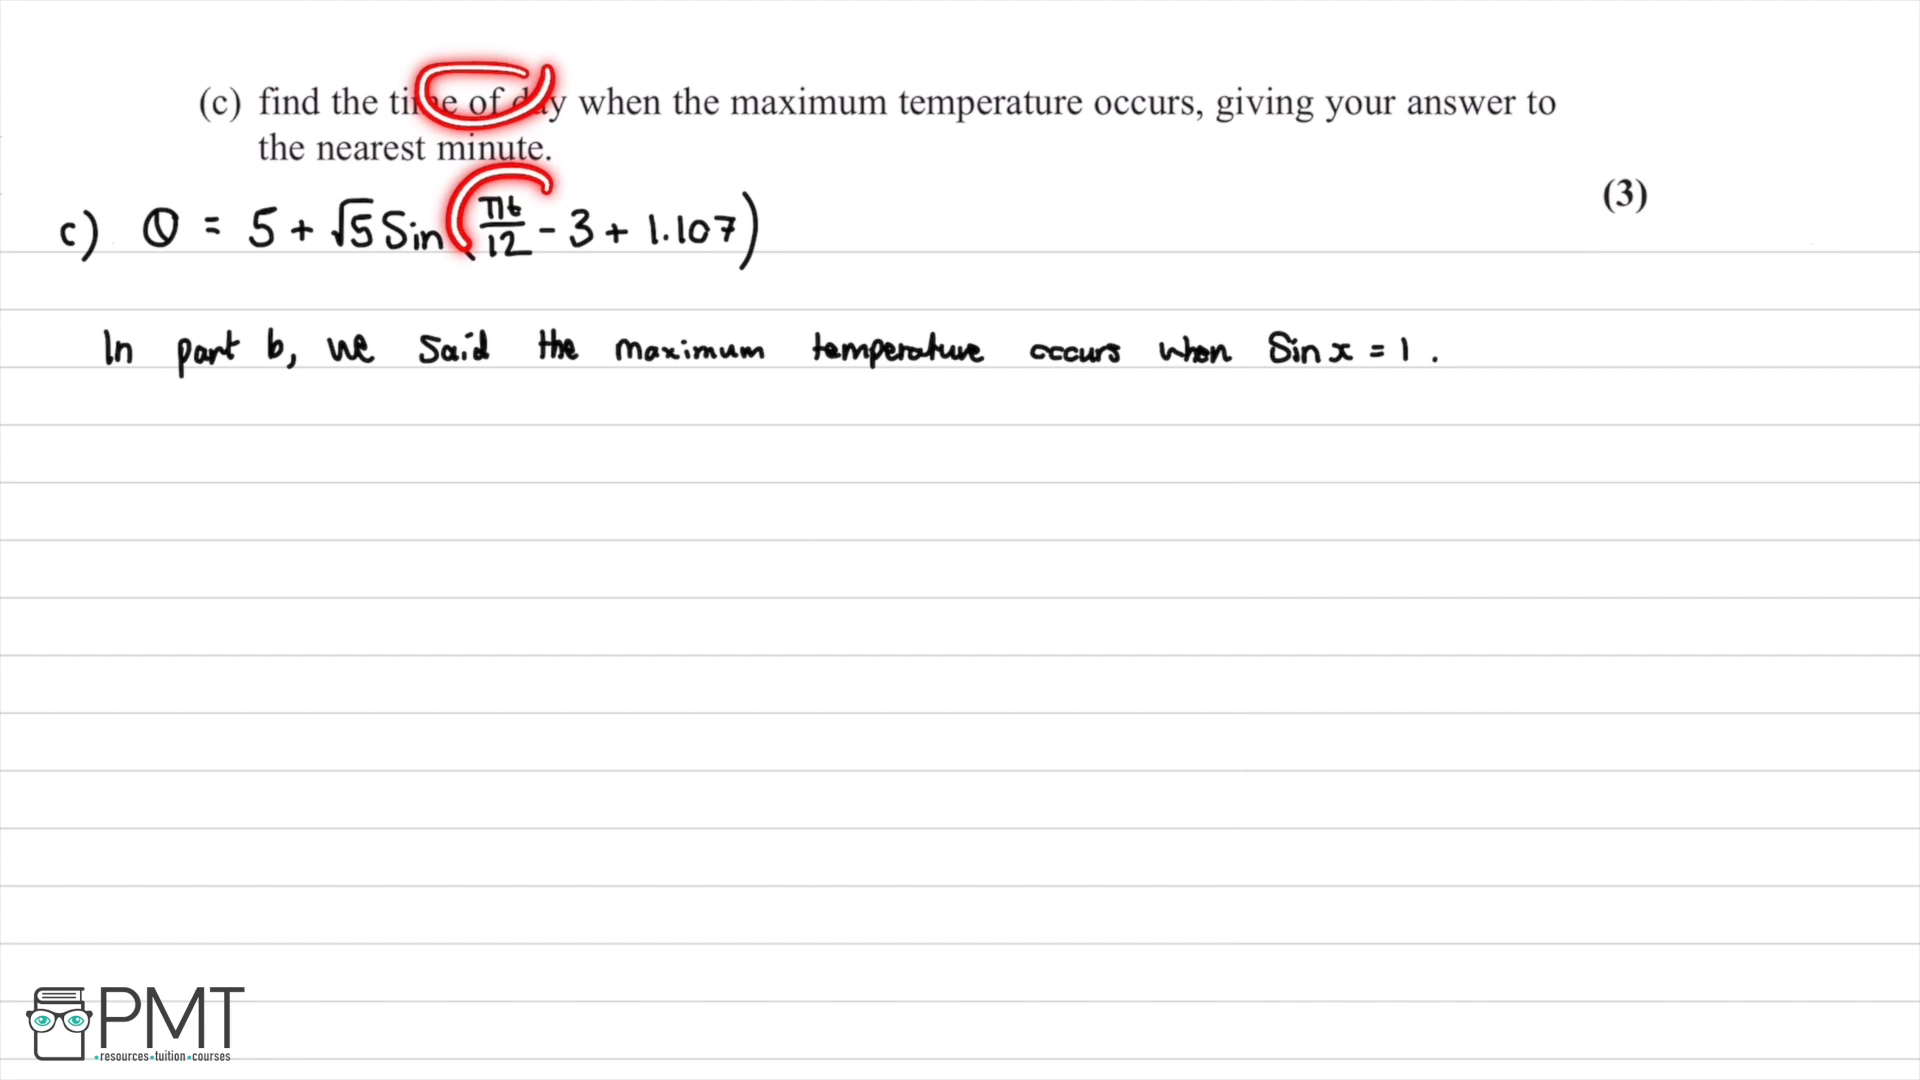 (c) find the time of day when the maximum temperature occurs, giving your answer to
the nearest minute.
(3)
c) θ = 5 + √5 Sin (πt/12 - 3 + 1.107)
In part b, we said the maximum temperature occurs when Sin x = 1 .
PMT
resources•tuition•courses